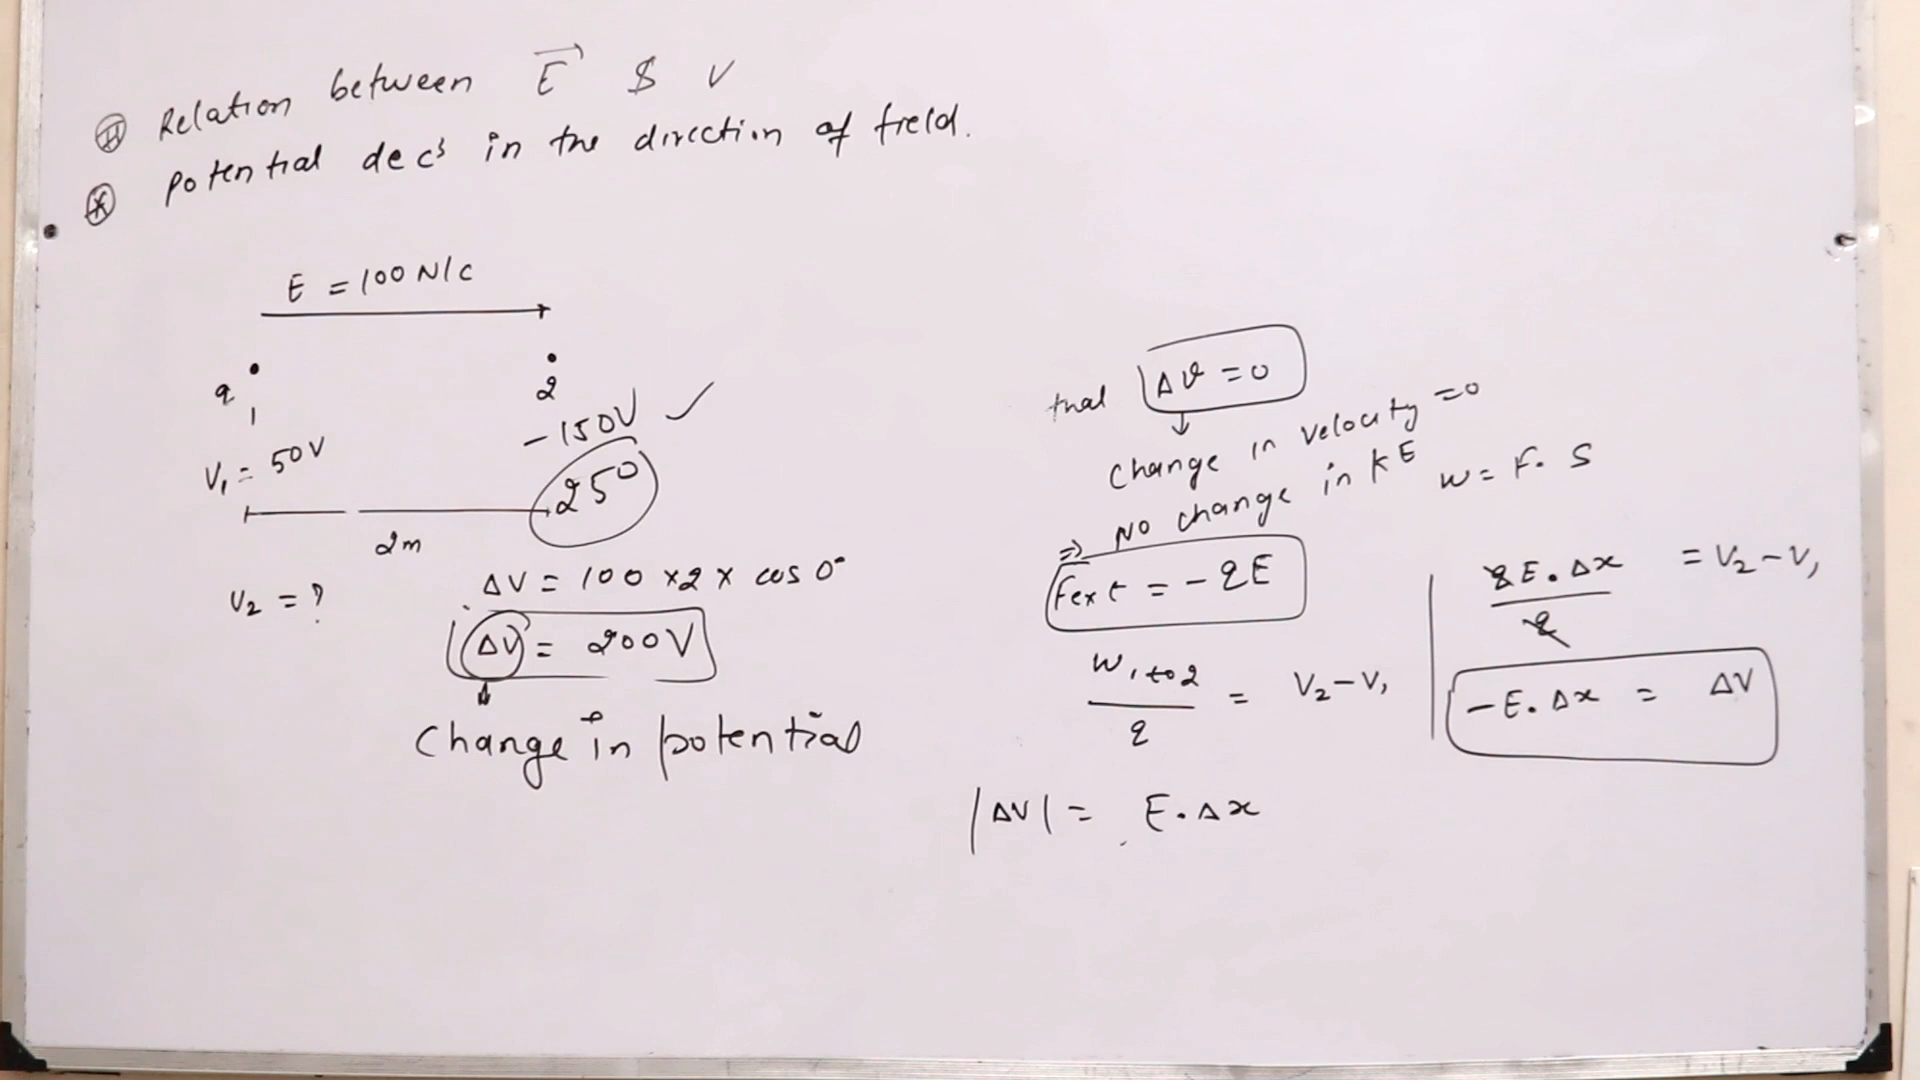 Relation between E & V
potential decs in the direction of field.
E = 100 N/C
q
1
2
-150V ✓
V₁ = 50V
250
2m
V₂ = ?
ΔV = 100 × 2 × cos 0°
ΔV = 200V
Change in potential
that Δv = 0
Change in velocity = 0
⇒ No change in KE
w = F. S
Fext = - qE
W₁ to 2 / q = V₂ - V₁
qE. Δx / q = V₂ - V₁
- E. Δx = ΔV
|ΔV| = E. Δx